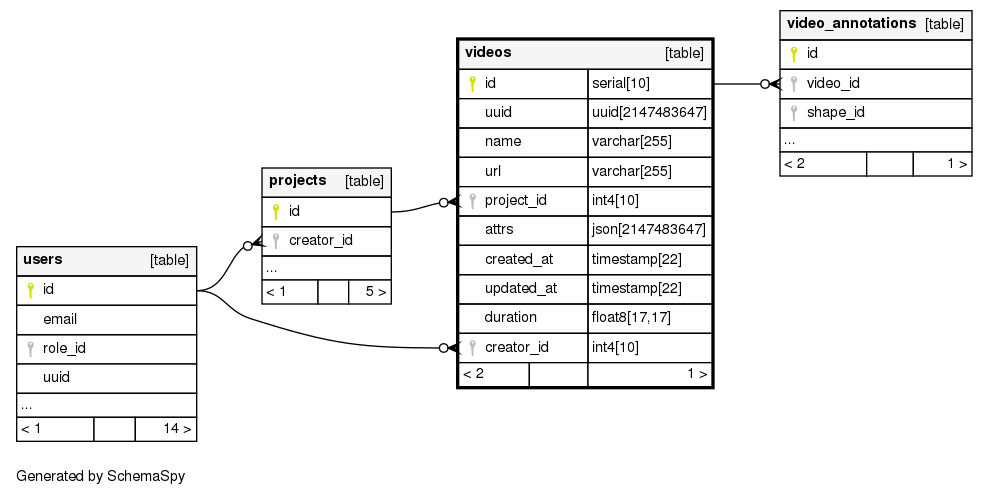 users [table]
id
email
role_id
uuid
...
< 1 14 >
projects [table]
id
creator_id
...
< 1 5 >
videos [table]
id serial[10]
uuid uuid[2147483647]
name varchar[255]
url varchar[255]
project_id int4[10]
attrs json[2147483647]
created_at timestamp[22]
updated_at timestamp[22]
duration float8[17,17]
creator_id int4[10]
< 2 1 >
video_annotations [table]
id
video_id
shape_id
...
< 2 1 >
Generated by SchemaSpy